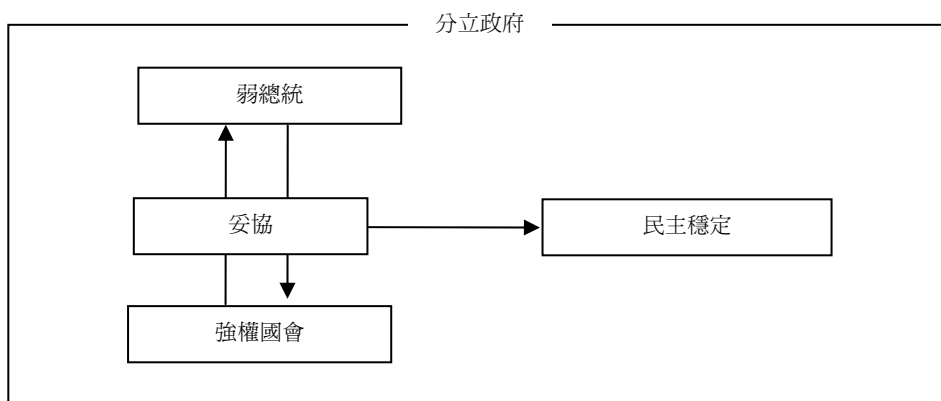 分立政府
弱總統
妥協
民主穩定
強權國會